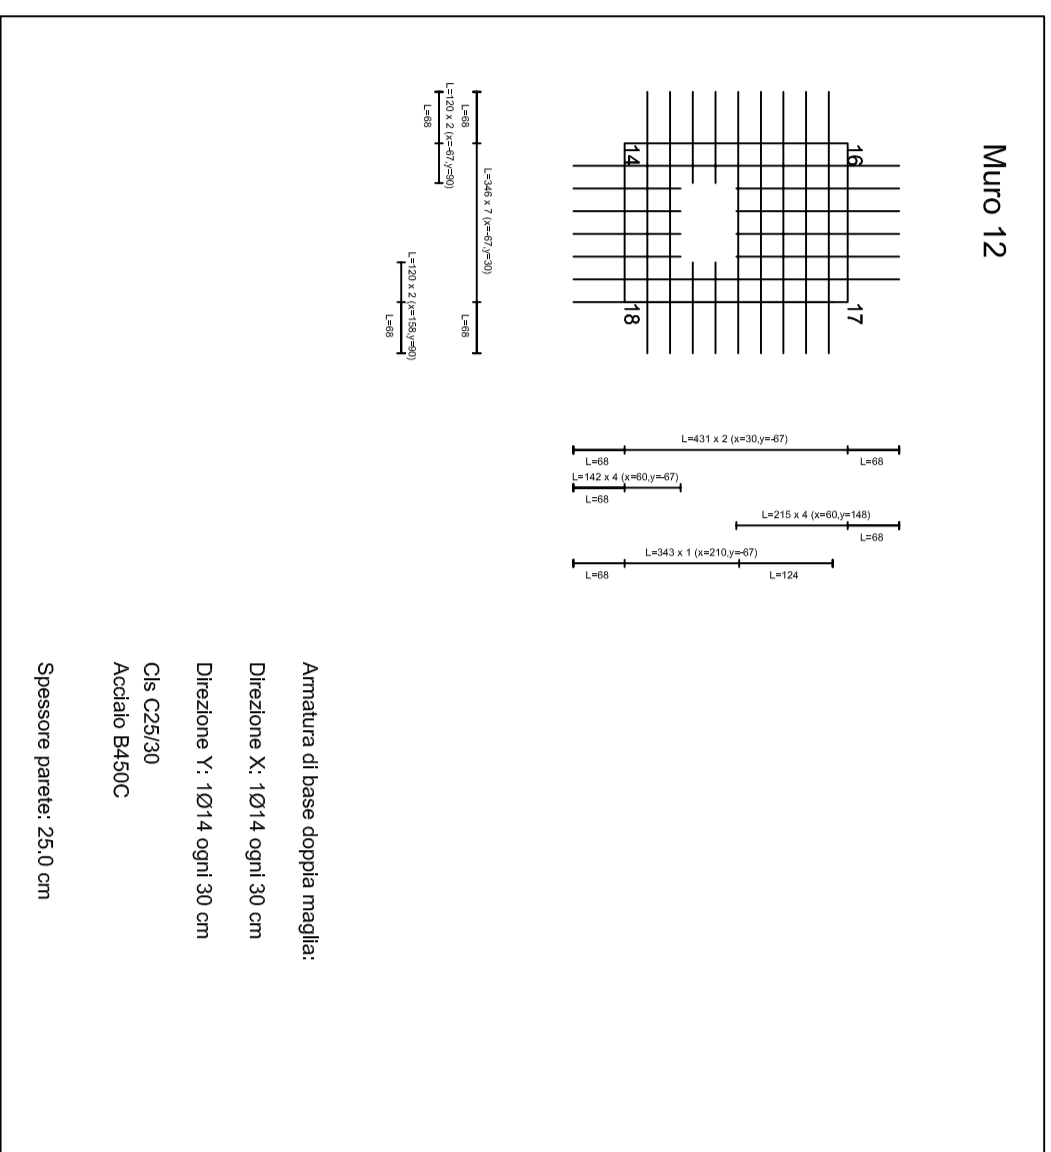 Muro 12
16
17
14
18
L=346 x 7 (x=-67,y=30)
L=68
L=68
L=120 x 2 (x=-67,y=90)
L=68
L=120 x 2 (x=158,y=90)
L=68
L=431 x 2 (x=30,y=-67)
L=68
L=68
L=142 x 4 (x=60,y=-67)
L=68
L=215 x 4 (x=60,y=148)
L=68
L=343 x 1 (x=210,y=-67)
L=68
L=124
Armatura di base doppia maglia:
Direzione X: 1Ø14 ogni 30 cm
Direzione Y: 1Ø14 ogni 30 cm
Cls C25/30
Acciaio B450C
Spessore parete: 25.0 cm